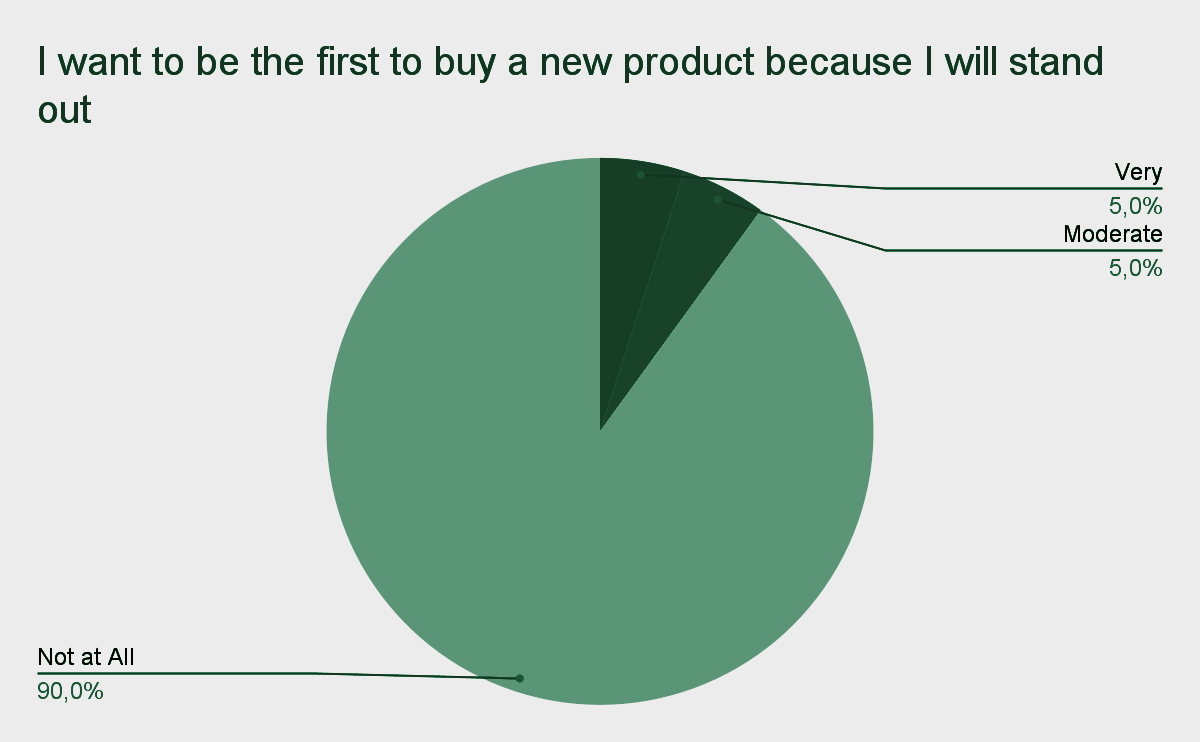 I want to be the first to buy a new product because I will stand
out
Very
5,0%
Moderate
5,0%
Not at All
90,0%